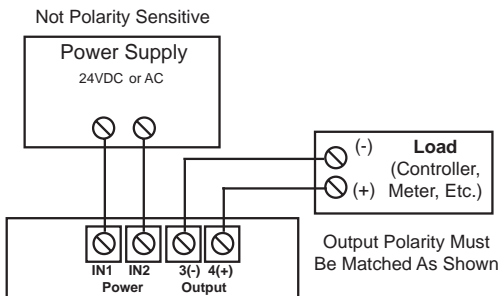 Not Polarity Sensitive
Power Supply
24VDC or AC
(-)
Load
(Controller,
(+)
Meter, Etc.)
Output Polarity Must
Be Matched As Shown
IN1 IN2 3(-) 4(+)
Power Output